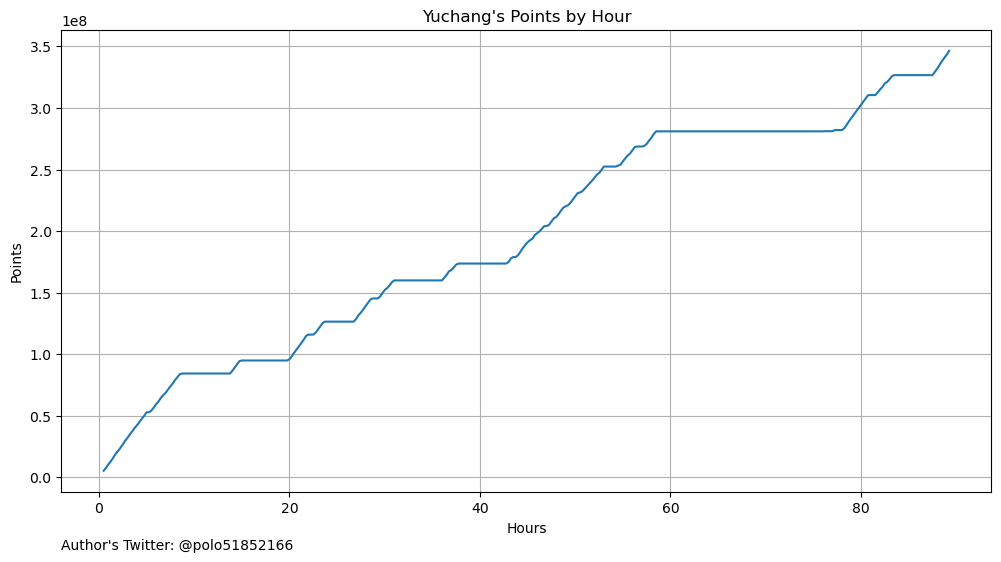 Yuchang's Points by Hour
1e8
3.5
3.0
2.5
2.0
1.5
1.0
0.5
0.0
Points
0 20 40 60 80
Hours
Author's Twitter: @polo51852166